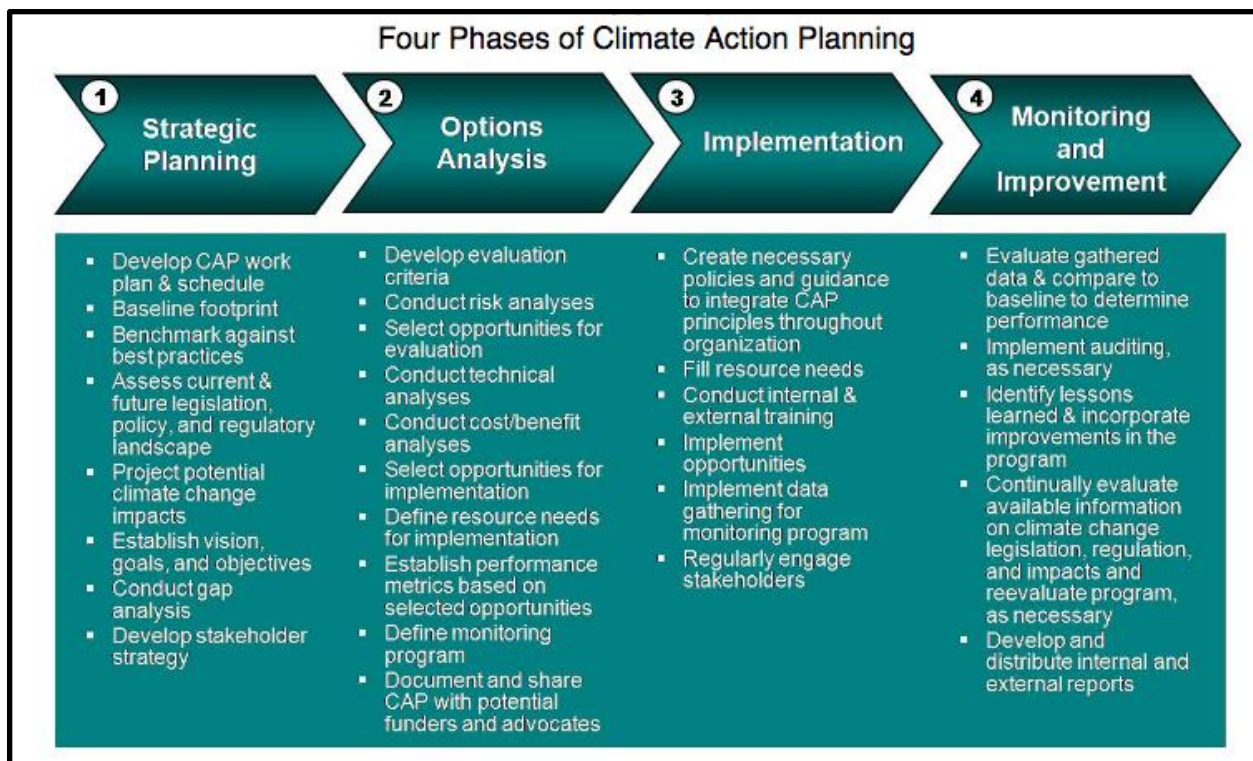 Four Phases of Climate Action Planning
1
Strategic
Planning
2
Options
Analysis
3
Implementation
4
Monitoring
and
Improvement
▪ Develop CAP work
plan & schedule
▪ Baseline footprint
▪ Benchmark against
best practices
▪ Assess current &
future legislation,
policy, and regulatory
landscape
▪ Project potential
climate change
impacts
▪ Establish vision,
goals, and objectives
▪ Conduct gap
analysis
▪ Develop stakeholder
strategy
▪ Develop evaluation
criteria
▪ Conduct risk analyses
▪ Select opportunities for
evaluation
▪ Conduct technical
analyses
▪ Conduct cost/benefit
analyses
▪ Select opportunities for
implementation
▪ Define resource needs
for implementation
▪ Establish performance
metrics based on
selected opportunities
▪ Define monitoring
program
▪ Document and share
CAP with potential
funders and advocates
▪ Create necessary
policies and guidance
to integrate CAP
principles throughout
organization
▪ Fill resource needs
▪ Conduct internal &
external training
▪ Implement
opportunities
▪ Implement data
gathering for
monitoring program
▪ Regularly engage
stakeholders
▪ Evaluate gathered
data & compare to
baseline to determine
performance
▪ Implement auditing,
as necessary
▪ Identify lessons
learned & incorporate
improvements in the
program
▪ Continually evaluate
available information
on climate change
legislation, regulation,
and impacts and
reevaluate program,
as necessary
▪ Develop and
distribute internal and
external reports